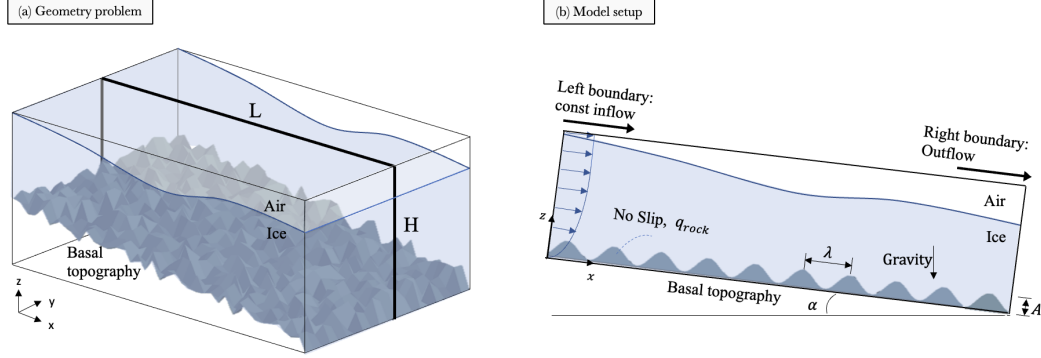 (a) Geometry problem
L
Air
Ice
H
Basal
topography
z
y
x
(b) Model setup
Left boundary:
const inflow
Right boundary:
Outflow
Air
Ice
z
No Slip, q_rock
λ
Gravity
x
Basal topography
α
A